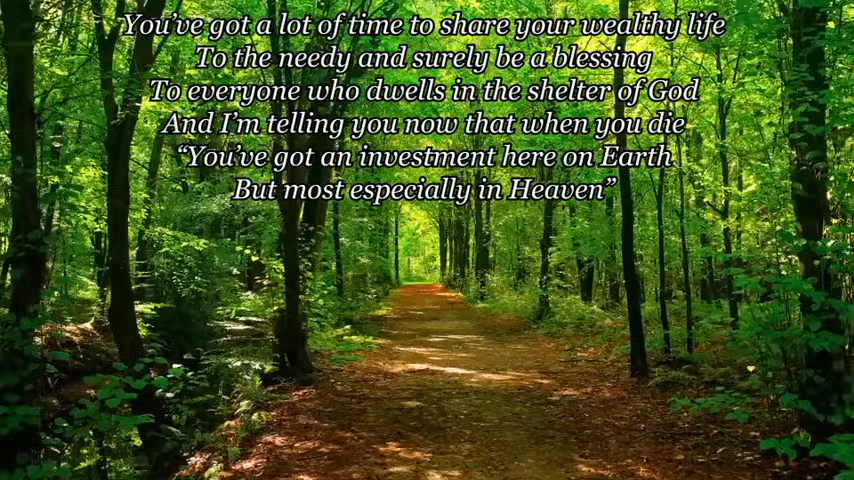 You’ve got a lot of time to share your wealthy life
To the needy and surely be a blessing
To everyone who dwells in the shelter of God
And I’m telling you now that when you die
“You’ve got an investment here on Earth
But most especially in Heaven”